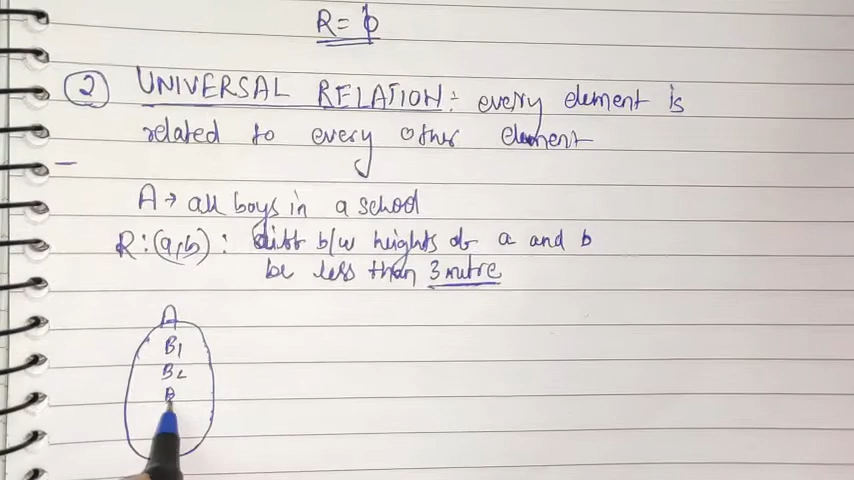 R = ϕ
② UNIVERSAL RELATION : every element is
related to every other element
A → all boys in a school
R : (a,b) : diff b/w heights of a and b
be less than 3 metre
A
B1
B2
B